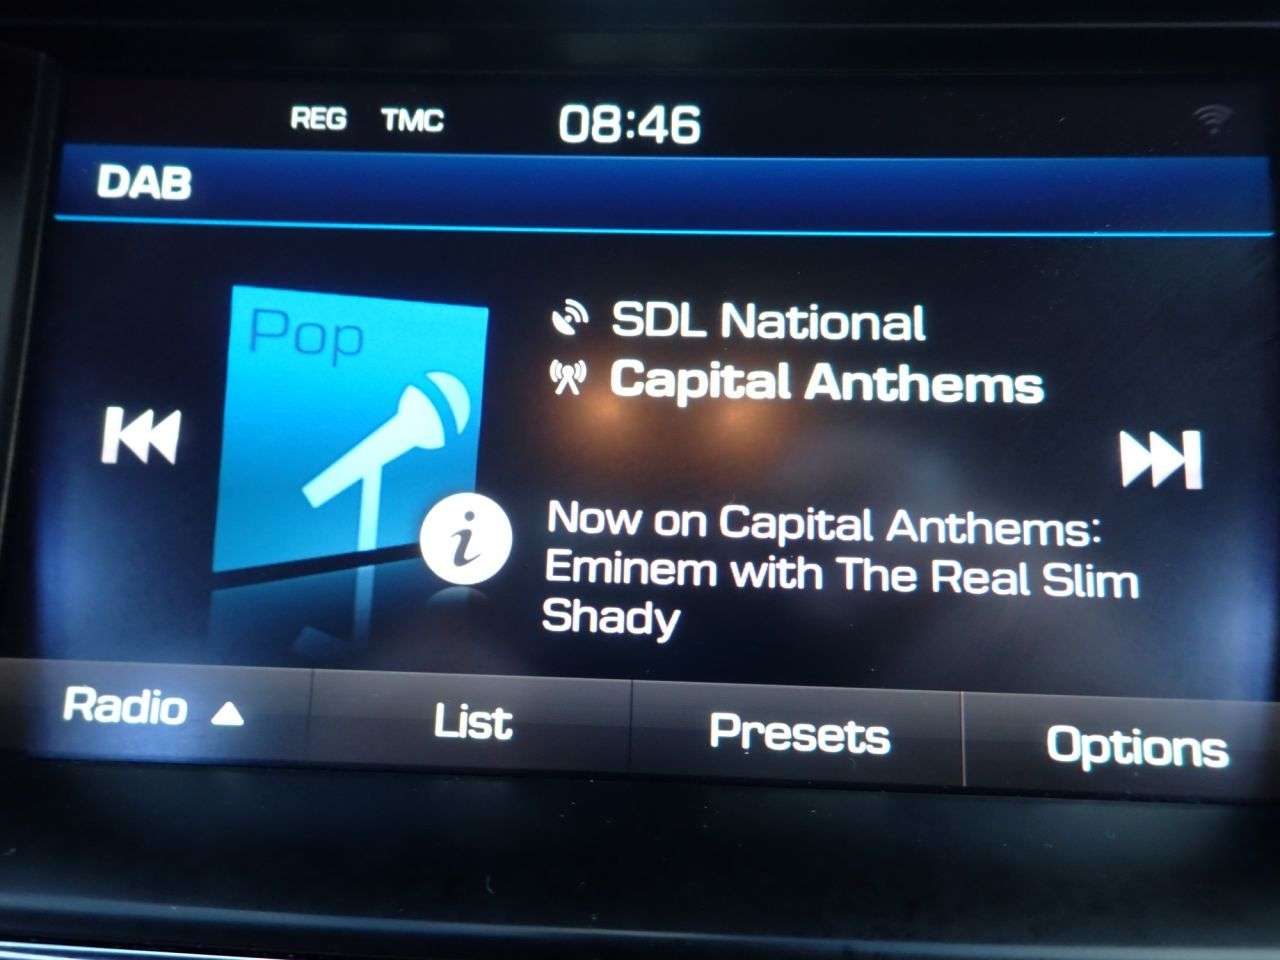 REG TMC 08:46
DAB
Pop
SDL National
Capital Anthems
i
Now on Capital Anthems:
Eminem with The Real Slim
Shady
Radio ▲ List Presets Options